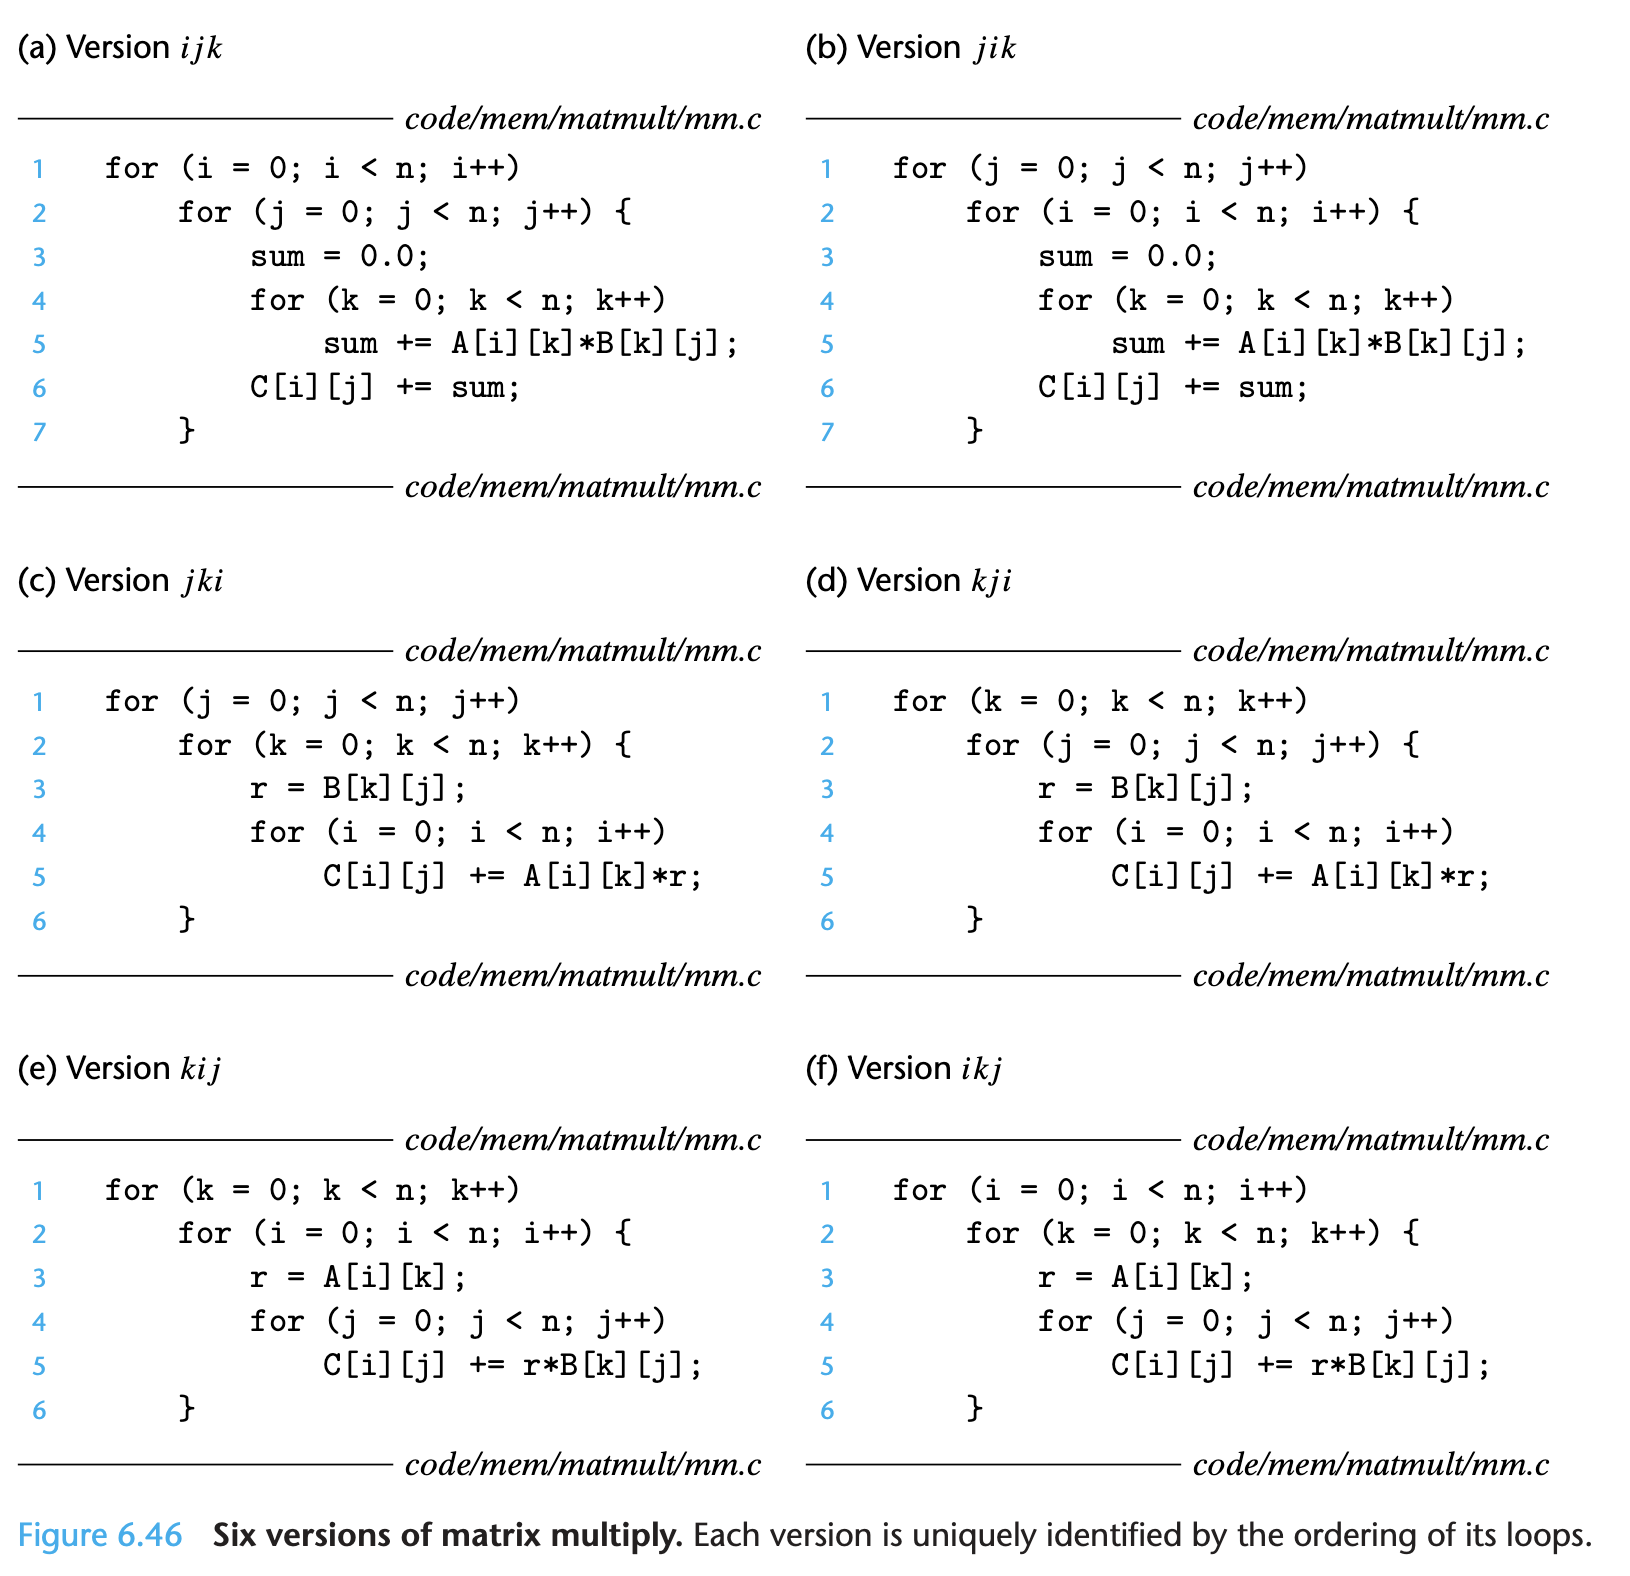 (a) Version ijk
code/mem/matmult/mm.c
1 for (i = 0; i < n; i++)
2 for (j = 0; j < n; j++) {
3 sum = 0.0;
4 for (k = 0; k < n; k++)
5 sum += A[i][k]*B[k][j];
6 C[i][j] += sum;
7 }
code/mem/matmult/mm.c
(b) Version jik
code/mem/matmult/mm.c
1 for (j = 0; j < n; j++)
2 for (i = 0; i < n; i++) {
3 sum = 0.0;
4 for (k = 0; k < n; k++)
5 sum += A[i][k]*B[k][j];
6 C[i][j] += sum;
7 }
code/mem/matmult/mm.c
(c) Version jki
code/mem/matmult/mm.c
1 for (j = 0; j < n; j++)
2 for (k = 0; k < n; k++) {
3 r = B[k][j];
4 for (i = 0; i < n; i++)
5 C[i][j] += A[i][k]*r;
6 }
code/mem/matmult/mm.c
(d) Version kji
code/mem/matmult/mm.c
1 for (k = 0; k < n; k++)
2 for (j = 0; j < n; j++) {
3 r = B[k][j];
4 for (i = 0; i < n; i++)
5 C[i][j] += A[i][k]*r;
6 }
code/mem/matmult/mm.c
(e) Version kij
code/mem/matmult/mm.c
1 for (k = 0; k < n; k++)
2 for (i = 0; i < n; i++) {
3 r = A[i][k];
4 for (j = 0; j < n; j++)
5 C[i][j] += r*B[k][j];
6 }
code/mem/matmult/mm.c
(f) Version ikj
code/mem/matmult/mm.c
1 for (i = 0; i < n; i++)
2 for (k = 0; k < n; k++) {
3 r = A[i][k];
4 for (j = 0; j < n; j++)
5 C[i][j] += r*B[k][j];
6 }
code/mem/matmult/mm.c
Figure 6.46 Six versions of matrix multiply. Each version is uniquely identified by the ordering of its loops.